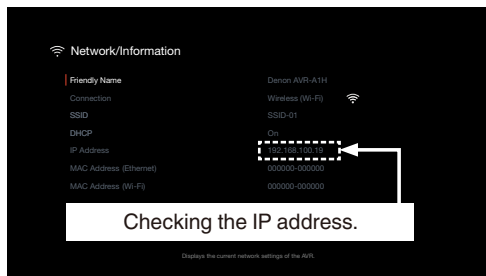 Network/Information
Friendly Name Denon AVR-A1H
Connection Wireless (Wi-Fi)
SSID SSID-01
DHCP On
IP Address 192.168.100.19
MAC Address (Ethernet) 000000-000000
MAC Address (Wi-Fi) 000000-000000
Checking the IP address.
Displays the current network settings of the AVR.